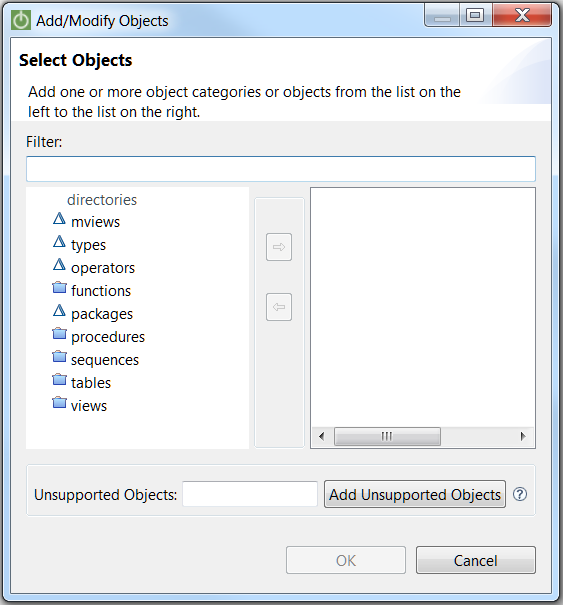 Add/Modify Objects
Select Objects
Add one or more object categories or objects from the list on the
left to the list on the right.
Filter:
directories
mviews
types
operators
functions
packages
procedures
sequences
tables
views
Unsupported Objects:
Add Unsupported Objects
?
OK
Cancel